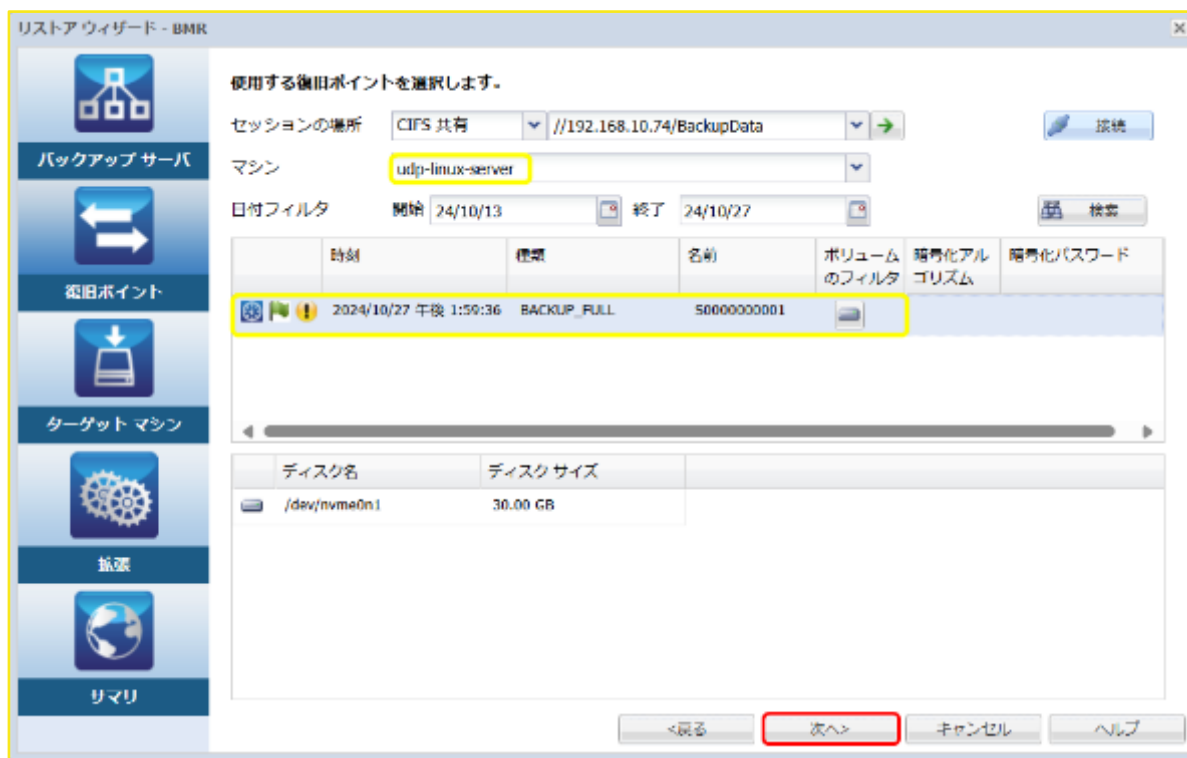 リストア ウィザード - BMR
使用する復旧ポイントを選択します。
セッションの場所 CIFS 共有 //192.168.10.74/BackupData 接続
バックアップ サーバ
マシン udp-linux-server
日付フィルタ 開始 24/10/13 終了 24/10/27 検索
時刻 種類 名前 ボリュームのフィルタ 暗号化アルゴリズム 暗号化パスワード
復旧ポイント
2024/10/27 午後 1:59:36 BACKUP_FULL S0000000001
ターゲット マシン
ディスク名 ディスク サイズ
/dev/nvme0n1 30.00 GB
拡張
サマリ
<戻る 次へ> キャンセル ヘルプ